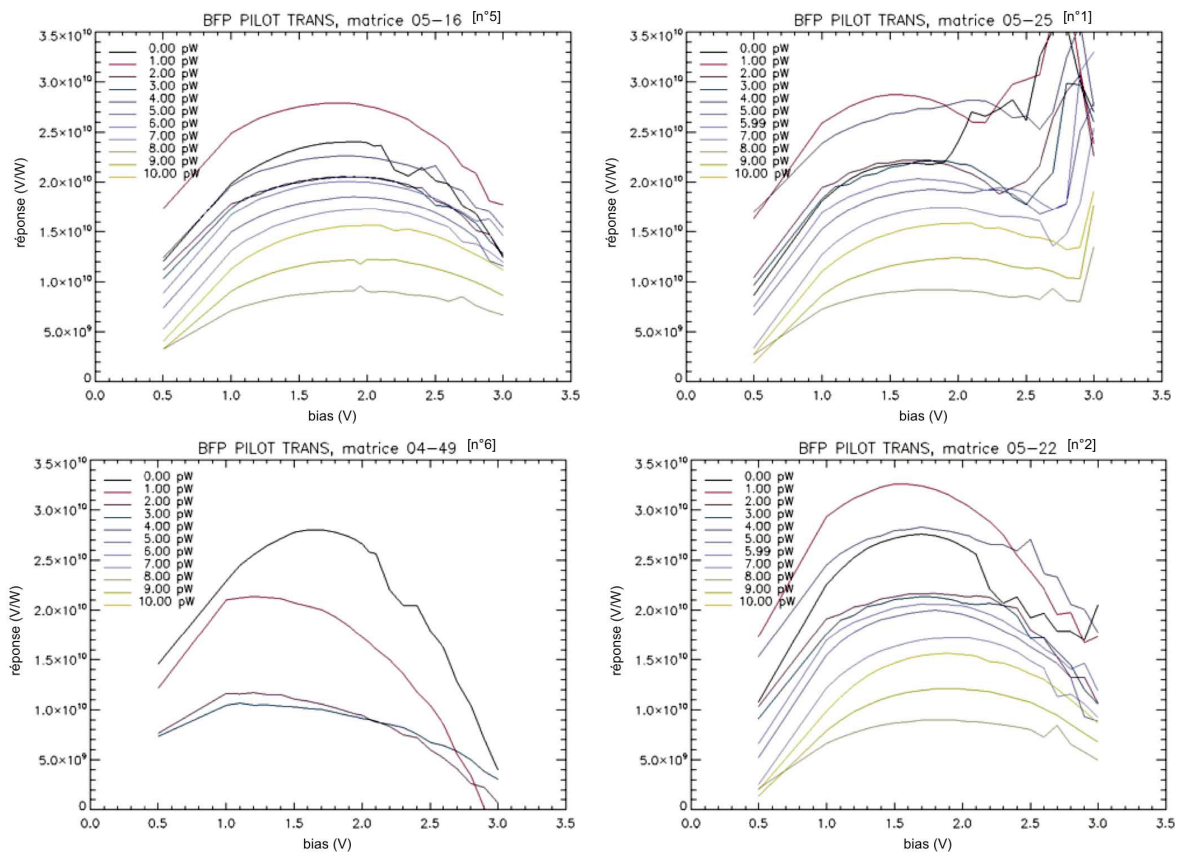 BFP PILOT TRANS, matrice 05-16 [n°5]
3.5×10¹⁰
3.0×10¹⁰
2.5×10¹⁰
2.0×10¹⁰
1.5×10¹⁰
1.0×10¹⁰
5.0×10⁹
0
réponse (V/W)
0.00 pW
1.00 pW
2.00 pW
3.00 pW
4.00 pW
5.00 pW
6.00 pW
7.00 pW
8.00 pW
9.00 pW
10.00 pW
0.0 0.5 1.0 1.5 2.0 2.5 3.0 3.5
bias (V)
BFP PILOT TRANS, matrice 05-25 [n°1]
3.5×10¹⁰
3.0×10¹⁰
2.5×10¹⁰
2.0×10¹⁰
1.5×10¹⁰
1.0×10¹⁰
5.0×10⁹
0
réponse (V/W)
0.00 pW
1.00 pW
2.00 pW
3.00 pW
4.00 pW
5.00 pW
5.99 pW
7.00 pW
8.00 pW
9.00 pW
10.00 pW
0.0 0.5 1.0 1.5 2.0 2.5 3.0 3.5
bias (V)
BFP PILOT TRANS, matrice 04-49 [n°6]
3.5×10¹⁰
3.0×10¹⁰
2.5×10¹⁰
2.0×10¹⁰
1.5×10¹⁰
1.0×10¹⁰
5.0×10⁹
0
réponse (V/W)
0.00 pW
1.00 pW
2.00 pW
3.00 pW
4.00 pW
5.00 pW
6.00 pW
7.00 pW
8.00 pW
9.00 pW
10.00 pW
0.0 0.5 1.0 1.5 2.0 2.5 3.0 3.5
bias (V)
BFP PILOT TRANS, matrice 05-22 [n°2]
3.5×10¹⁰
3.0×10¹⁰
2.5×10¹⁰
2.0×10¹⁰
1.5×10¹⁰
1.0×10¹⁰
5.0×10⁹
0
réponse (V/W)
0.00 pW
1.00 pW
2.00 pW
3.00 pW
4.00 pW
5.00 pW
5.99 pW
7.00 pW
8.00 pW
9.00 pW
10.00 pW
0.0 0.5 1.0 1.5 2.0 2.5 3.0 3.5
bias (V)